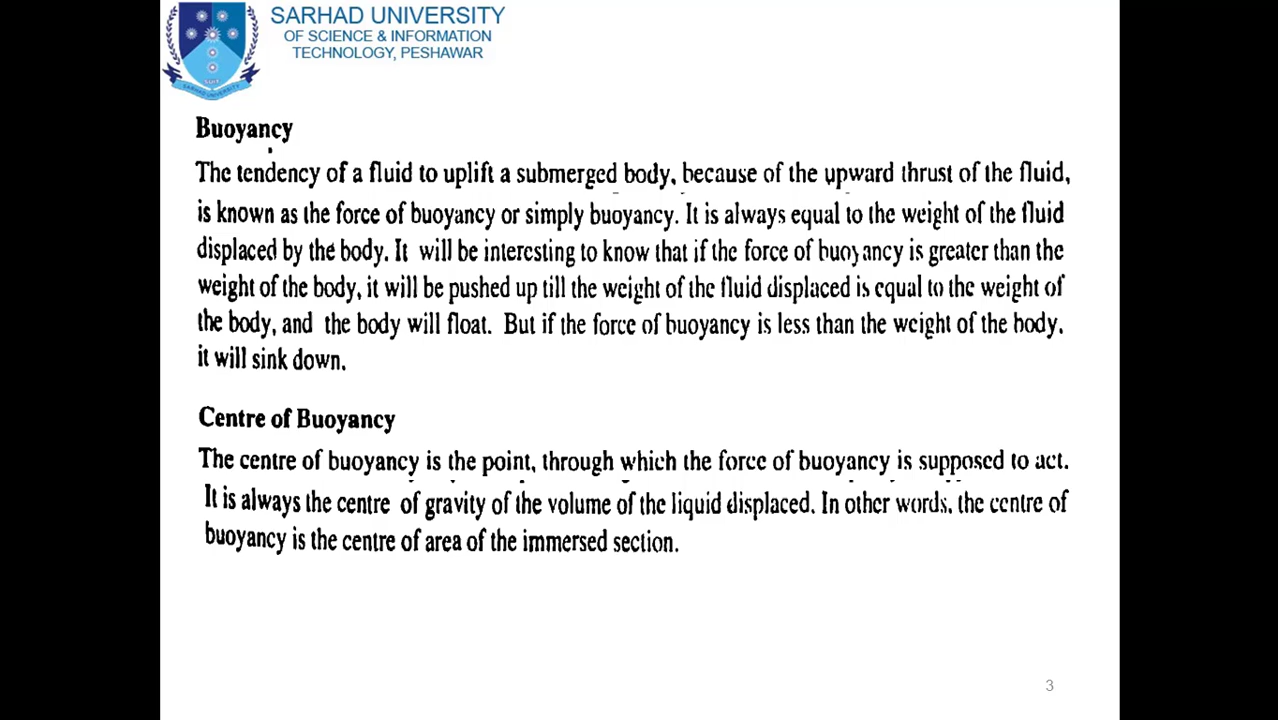 SARHAD UNIVERSITY
OF SCIENCE & INFORMATION
TECHNOLOGY, PESHAWAR
SUIT
SARHAD UNIVERSITY
Buoyancy
The tendency of a fluid to uplift a submerged body, because of the upward thrust of the fluid,
is known as the force of buoyancy or simply buoyancy. It is always equal to the weight of the fluid
displaced by the body. It will be interesting to know that if the force of buoyancy is greater than the
weight of the body, it will be pushed up till the weight of the fluid displaced is equal to the weight of
the body, and the body will float. But if the force of buoyancy is less than the weight of the body,
it will sink down.
Centre of Buoyancy
The centre of buoyancy is the point, through which the force of buoyancy is supposed to act.
It is always the centre of gravity of the volume of the liquid displaced. In other words, the centre of
buoyancy is the centre of area of the immersed section.
3